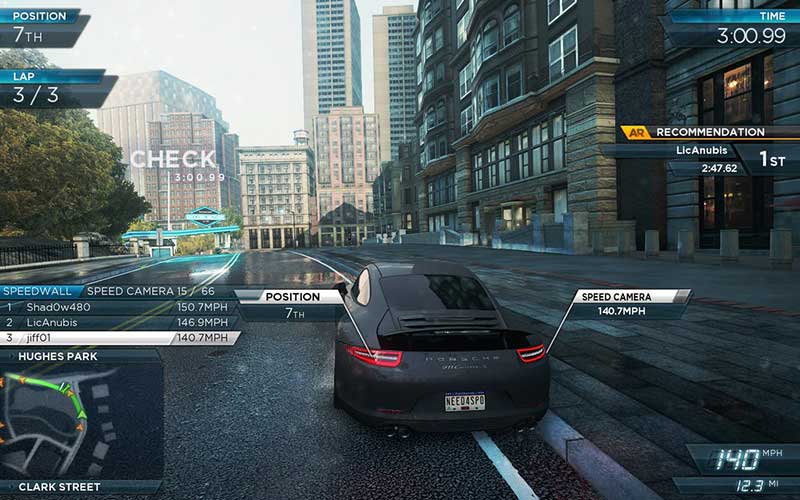 POSITION
7TH
LAP
3 / 3
TIME
3:00.99
AR RECOMMENDATION
LicAnubis
1ST
2:47.62
CHECK
3:00.99
SPEEDWALL SPEED CAMERA 15 / 66
1 Shad0w480 150.7MPH
2 LicAnubis 146.9MPH
3 jiff01 140.7MPH
POSITION
7TH
SPEED CAMERA
140.7MPH
HUGHES PARK
CLARK STREET
PORSCHE
NEED4SPD
140 MPH
12.3 MI